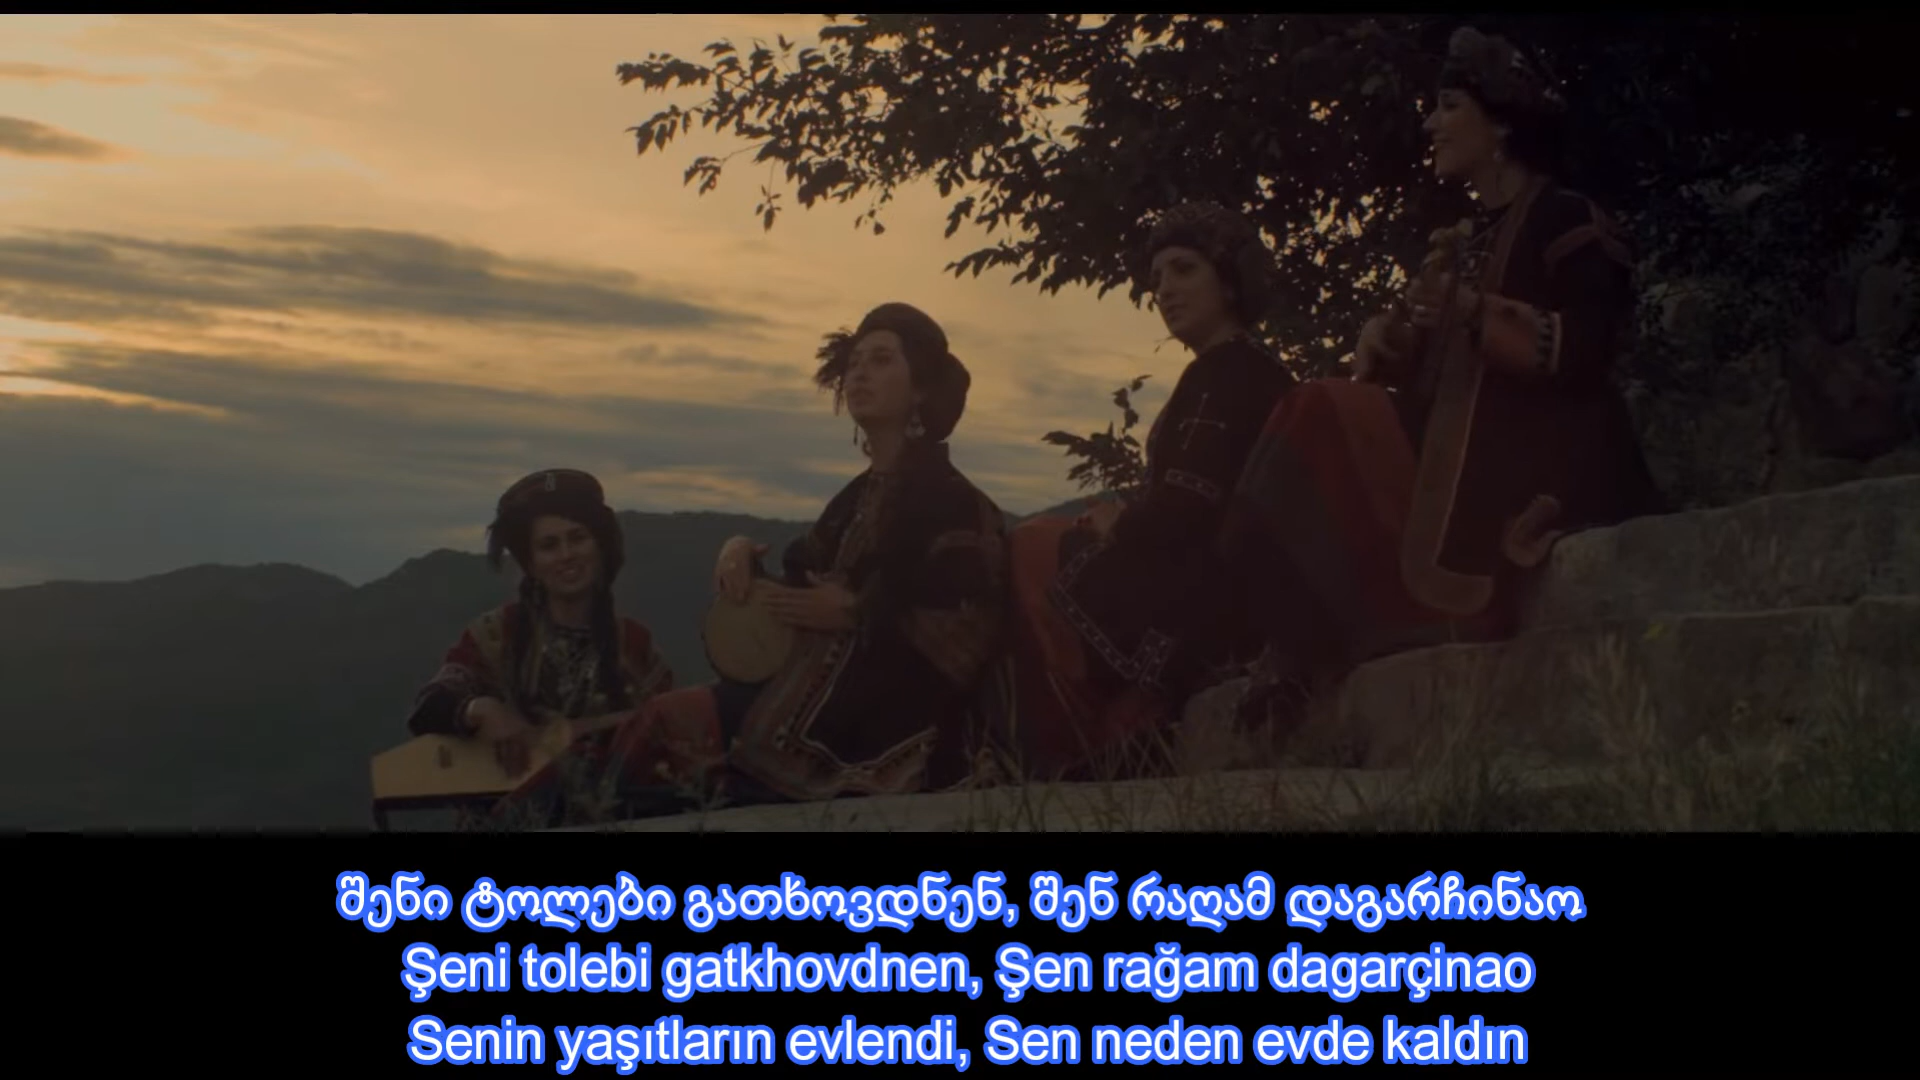 შენი ტოლები გათხოვდნენ, შენ რაღამ დაგარჩინაო
Şeni tolebi gatkhovdnen, Şen rağam dagarçinao
Senin yaşıtların evlendi, Sen neden evde kaldın